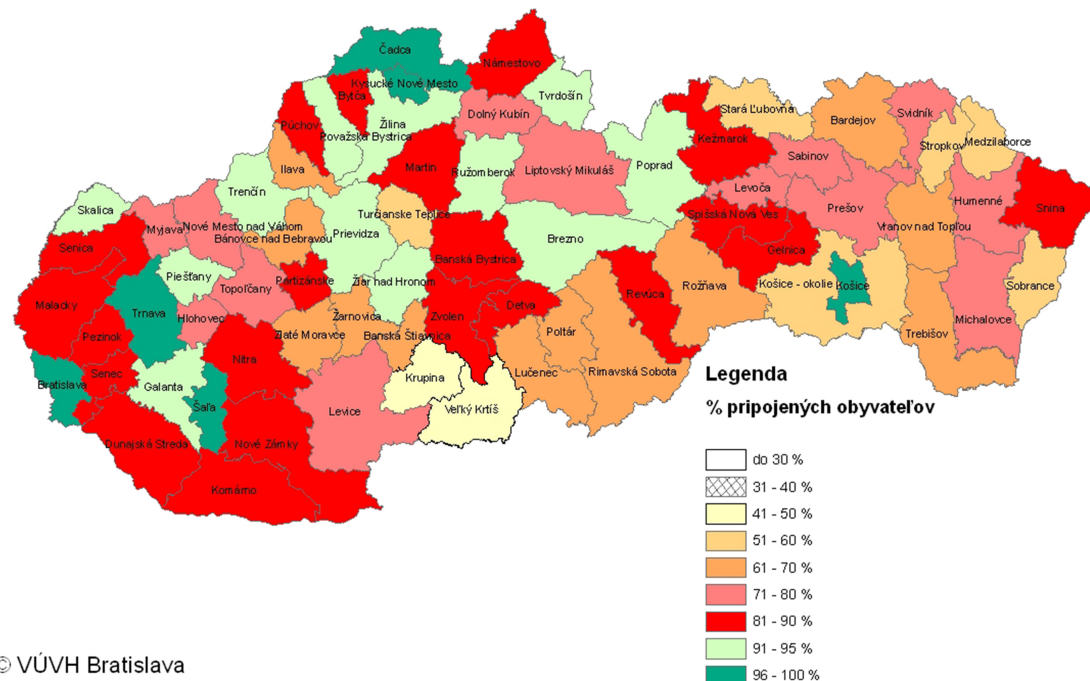 Čadca
Námestovo
Kysucké Nové Mesto
Bytča
Tvrdošín
Stará Ľubovňa
Svidník
Bardejov
Dolný Kubín
Púchov
Žilina
Považská Bystrica
Kežmarok
Stropkov
Medzilaborce
Sabinov
Ilava
Martin
Ružomberok
Liptovský Mikuláš
Poprad
Trenčín
Levoča
Humenné
Snina
Skalica
Turčianske Teplice
Spišská Nová Ves
Prešov
Myjava
Nové Mesto nad Váhom
Vranov nad Topľou
Prievidza
Bánovce nad Bebravou
Brezno
Senica
Gelnica
Banská Bystrica
Piešťany
Partizánske
Žiar nad Hronom
Topoľčany
Rožňava
Košice - okolie
Košice
Sobrance
Revúca
Malacky
Trnava
Detva
Hlohovec
Žarnovica
Zvolen
Michalovce
Pezinok
Zlaté Moravce
Banská Štiavnica
Poltár
Trebišov
Nitra
Senec
Lučenec
Rimavská Sobota
Krupina
Bratislava
Galanta
Šaľa
Levice
Veľký Krtíš
Dunajská Streda
Nové Zámky
Komárno
Legenda
% pripojených obyvateľov
do 30 %
31 - 40 %
41 - 50 %
51 - 60 %
61 - 70 %
71 - 80 %
81 - 90 %
91 - 95 %
96 - 100 %
© VÚVH Bratislava